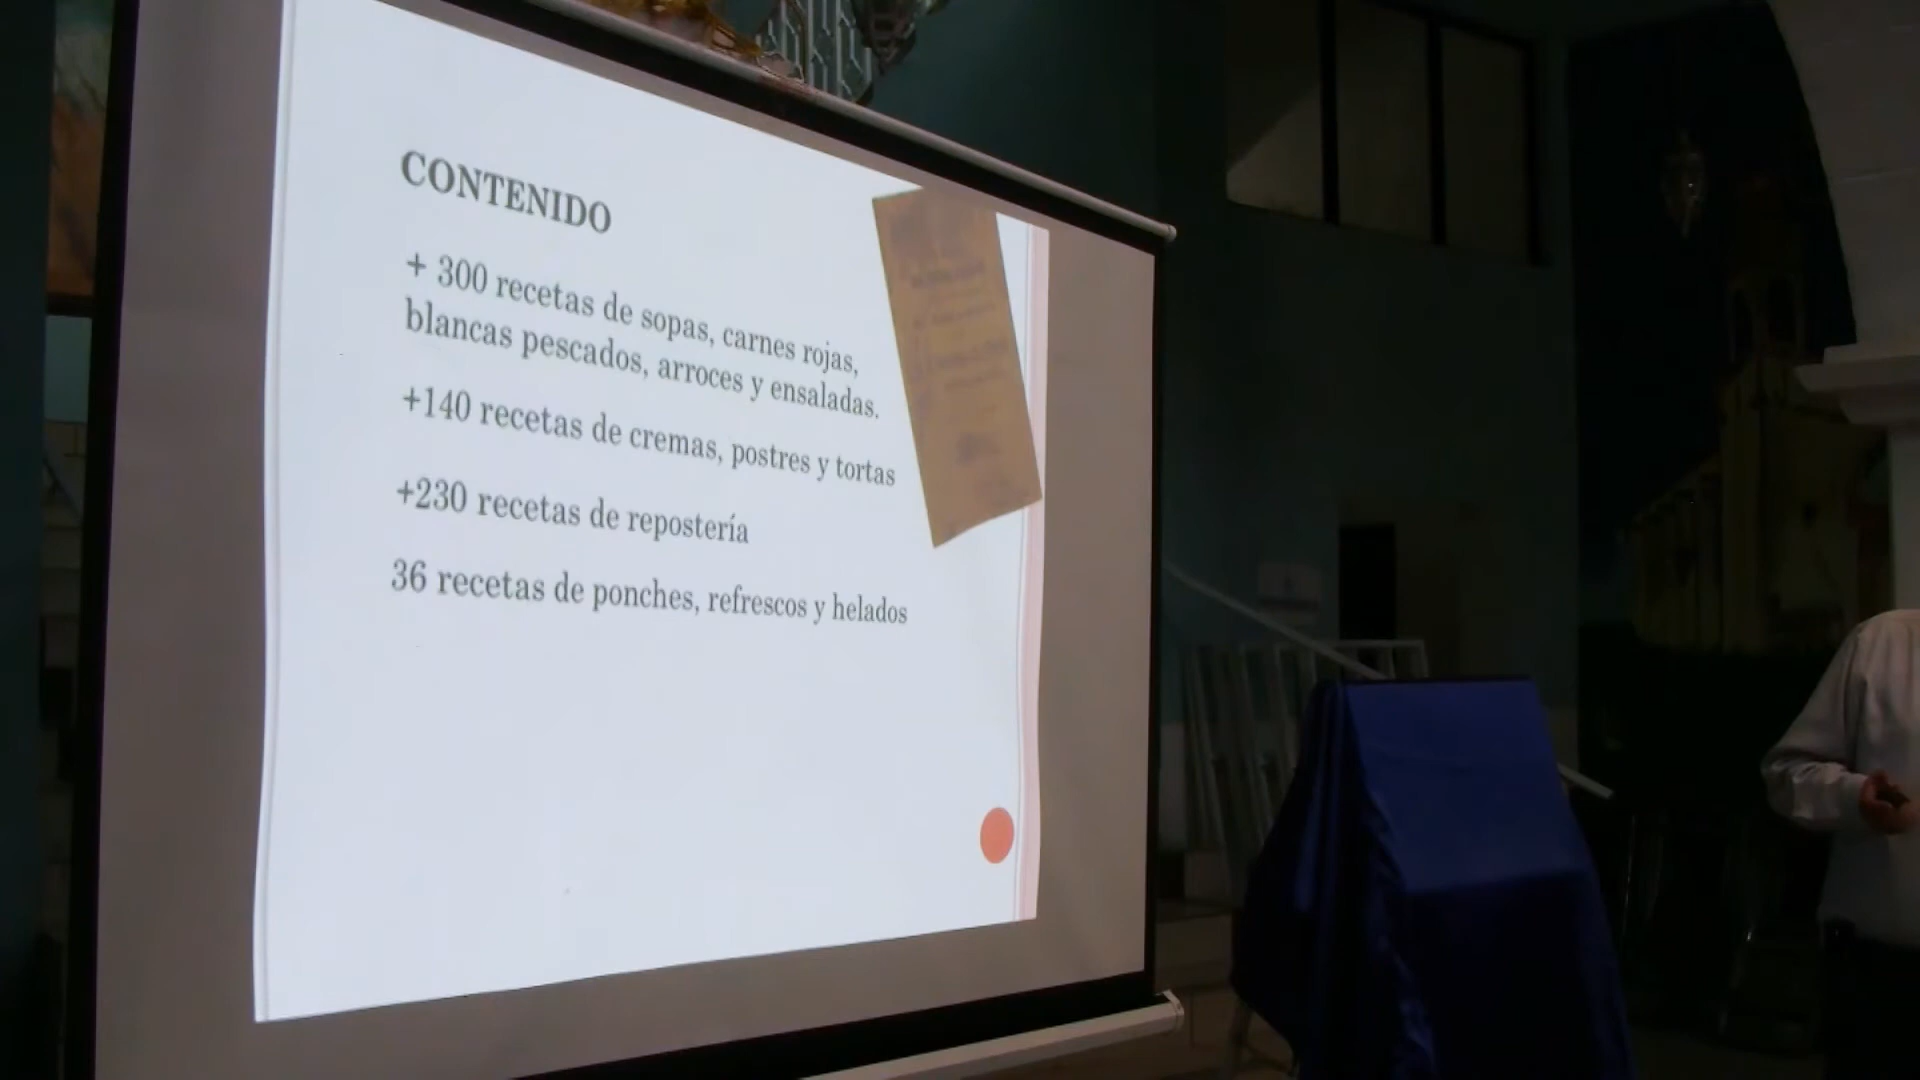 CONTENIDO
+ 300 recetas de sopas, carnes rojas,
blancas pescados, arroces y ensaladas.
+140 recetas de cremas, postres y tortas
+230 recetas de repostería
36 recetas de ponches, refrescos y helados